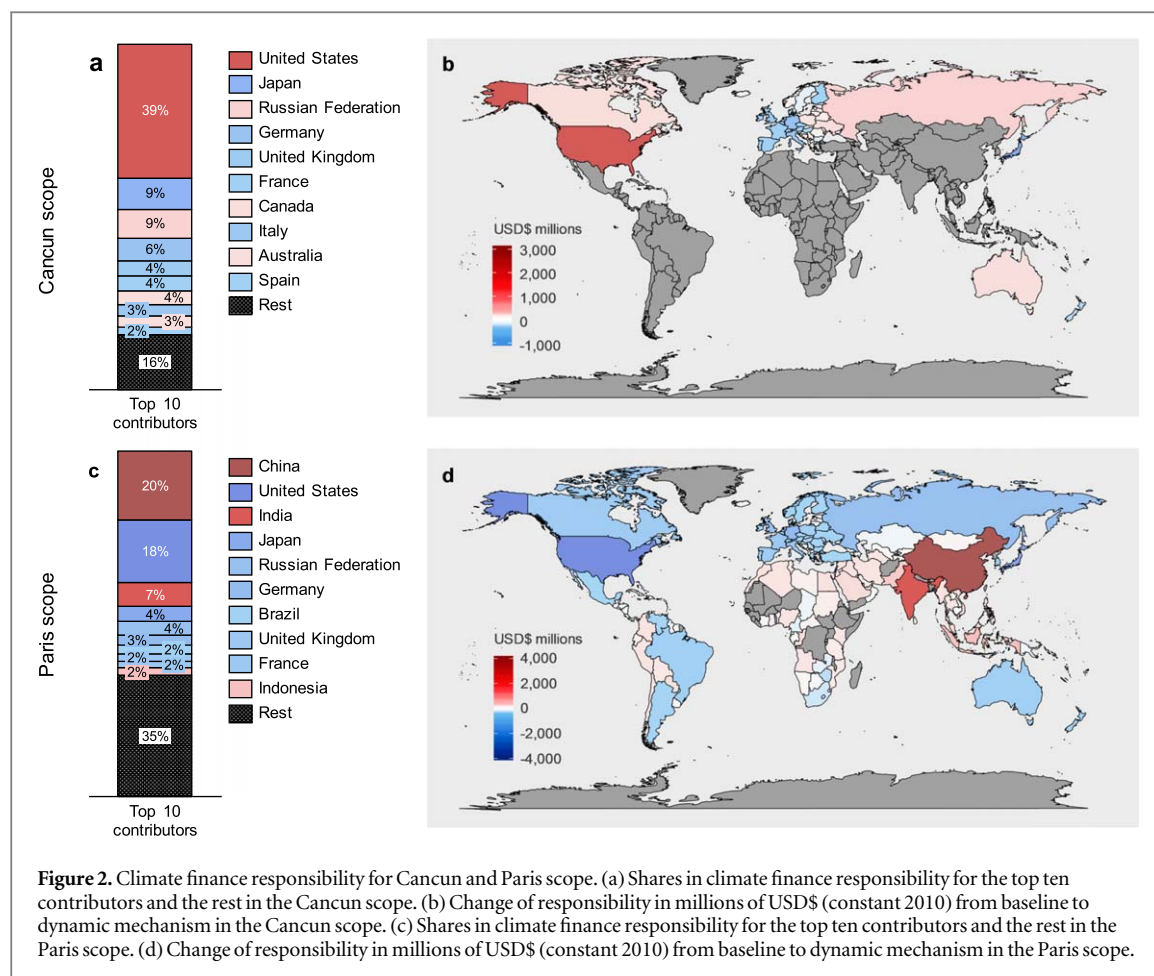 a
39%
9%
9%
6%
4%
4%
4%
3%
3%
2%
16%
Cancun scope
Top 10
contributors
United States
Japan
Russian Federation
Germany
United Kingdom
France
Canada
Italy
Australia
Spain
Rest
b
USD$ millions
3,000
2,000
1,000
0
-1,000
c
20%
18%
7%
4%
4%
3%
2%
2%
2%
2%
35%
Paris scope
Top 10
contributors
China
United States
India
Japan
Russian Federation
Germany
Brazil
United Kingdom
France
Indonesia
Rest
d
USD$ millions
4,000
2,000
0
-2,000
-4,000
Figure 2. Climate finance responsibility for Cancun and Paris scope. (a) Shares in climate finance responsibility for the top ten
contributors and the rest in the Cancun scope. (b) Change of responsibility in millions of USD$ (constant 2010) from baseline to
dynamic mechanism in the Cancun scope. (c) Shares in climate finance responsibility for the top ten contributors and the rest in the
Paris scope. (d) Change of responsibility in millions of USD$ (constant 2010) from baseline to dynamic mechanism in the Paris scope.